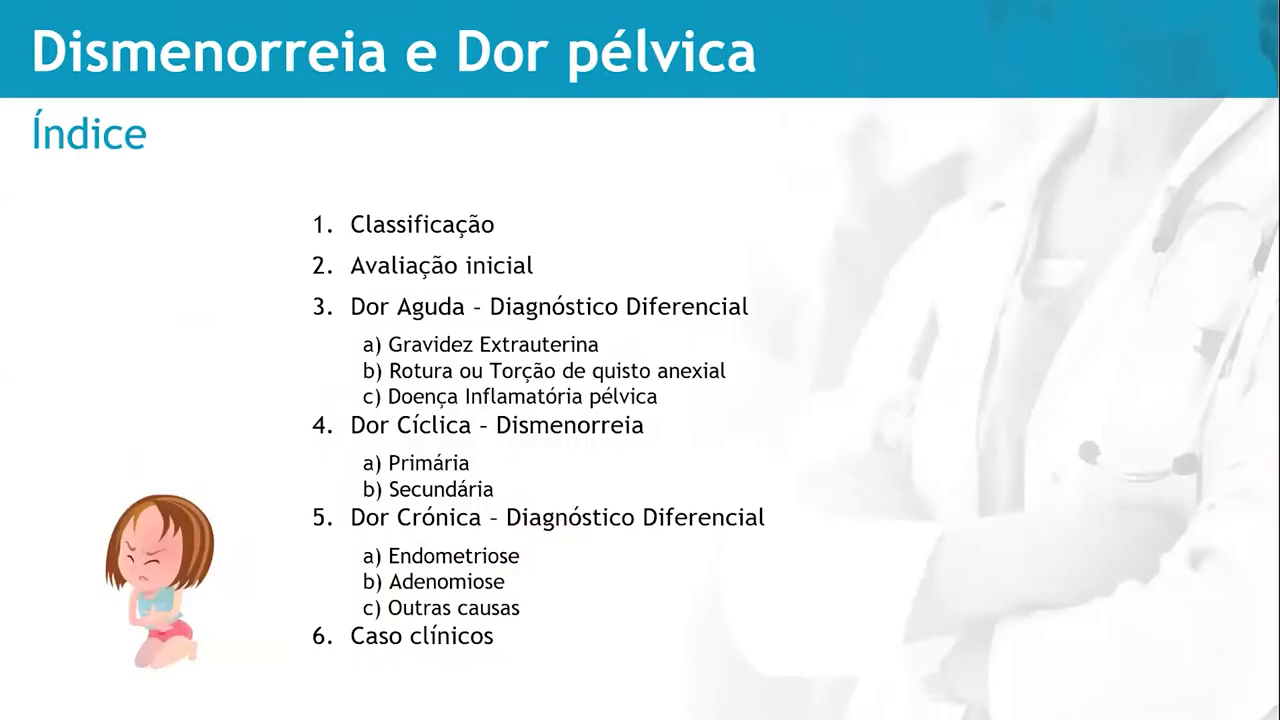 Dismenorreia e Dor pélvica
Índice
1. Classificação
2. Avaliação inicial
3. Dor Aguda – Diagnóstico Diferencial
a) Gravidez Extrauterina
b) Rotura ou Torção de quisto anexial
c) Doença Inflamatória pélvica
4. Dor Cíclica – Dismenorreia
a) Primária
b) Secundária
5. Dor Crónica – Diagnóstico Diferencial
a) Endometriose
b) Adenomiose
c) Outras causas
6. Caso clínicos